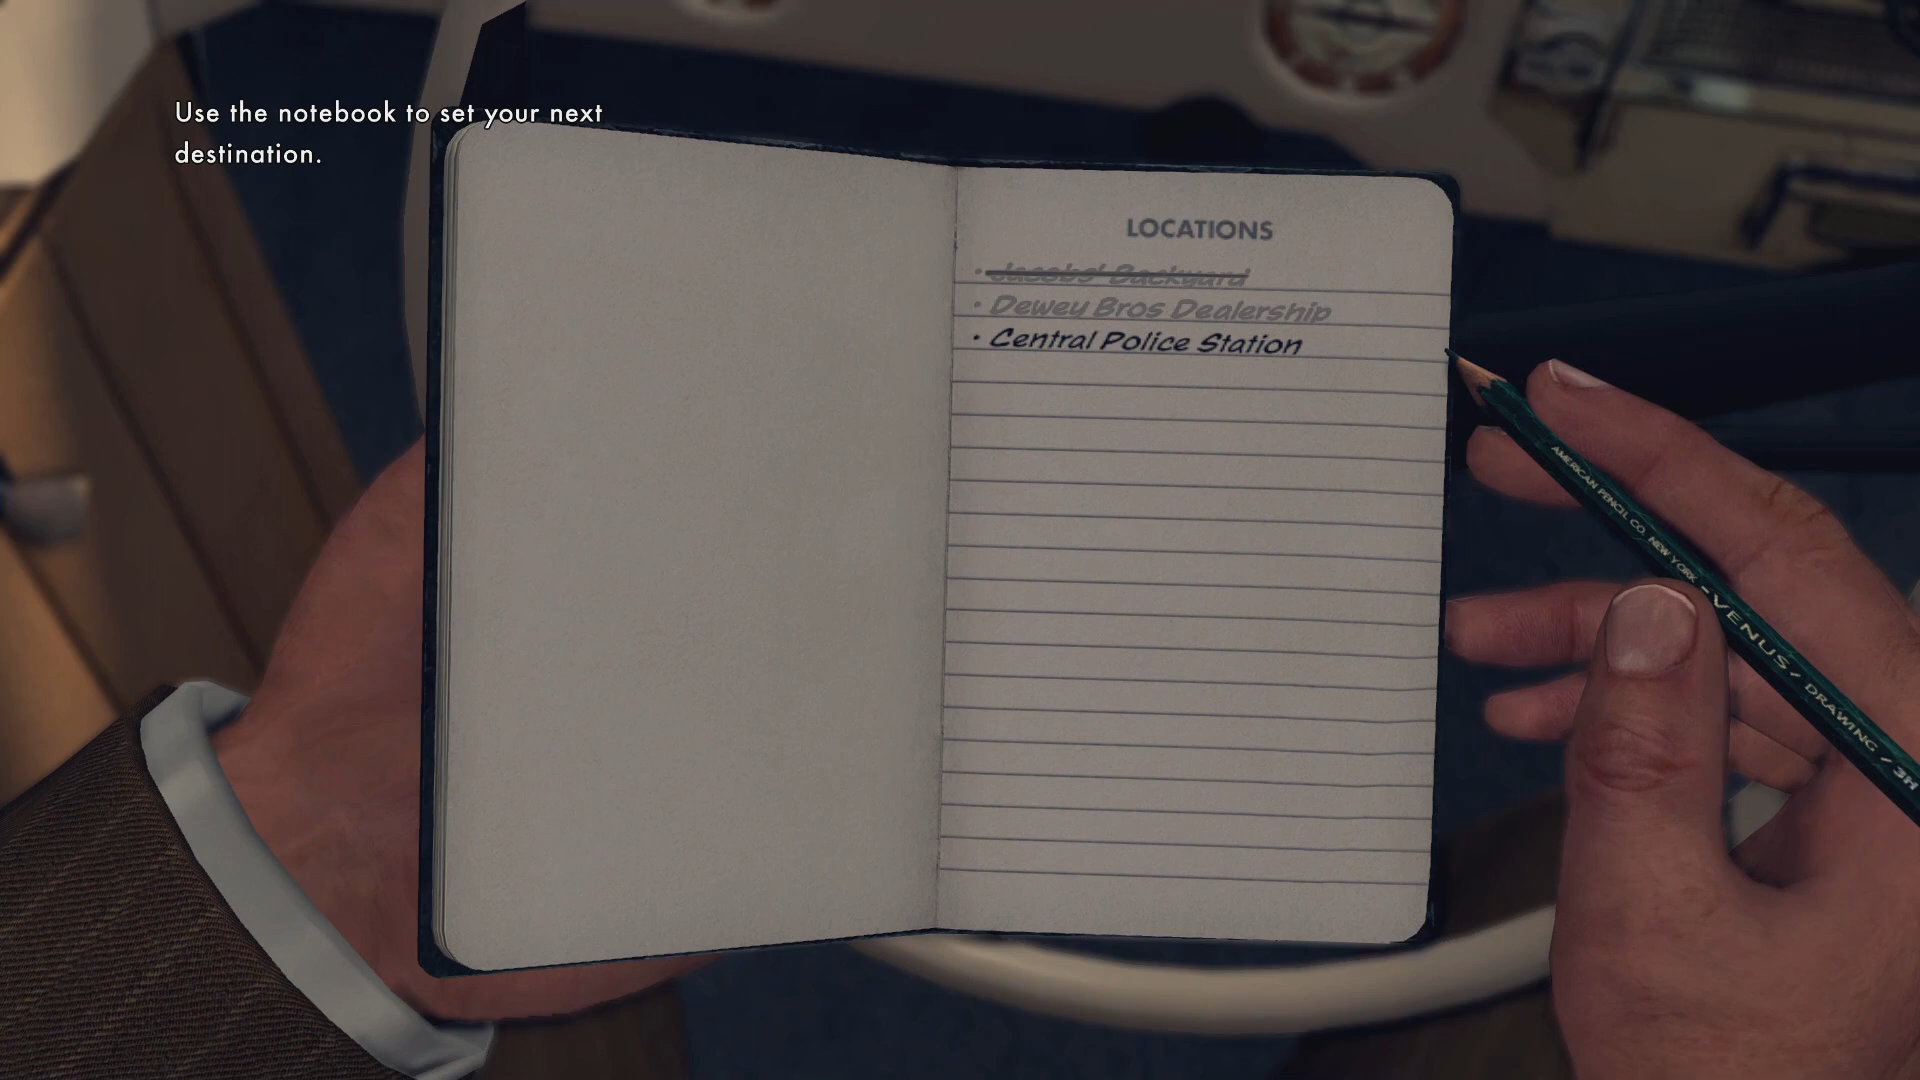 Use the notebook to set your next
destination.
LOCATIONS
• Jacobs' Backyard
• Dewey Bros Dealership
• Central Police Station
AMERICAN PENCIL CO. NEW YORK -VENUS/ DRAWING / 3H